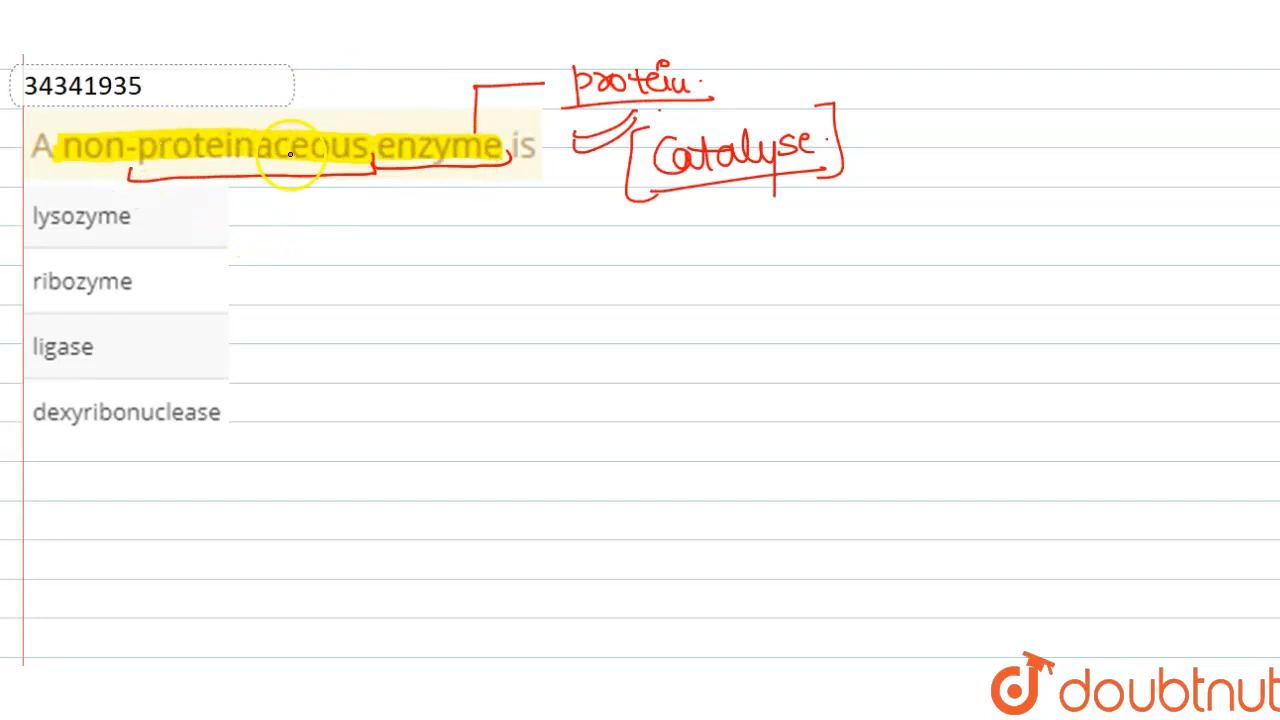 34341935
protein.
A non-proteinaceous enzyme is
Catalyse.
lysozyme
ribozyme
ligase
dexyribonuclease
doubtnut